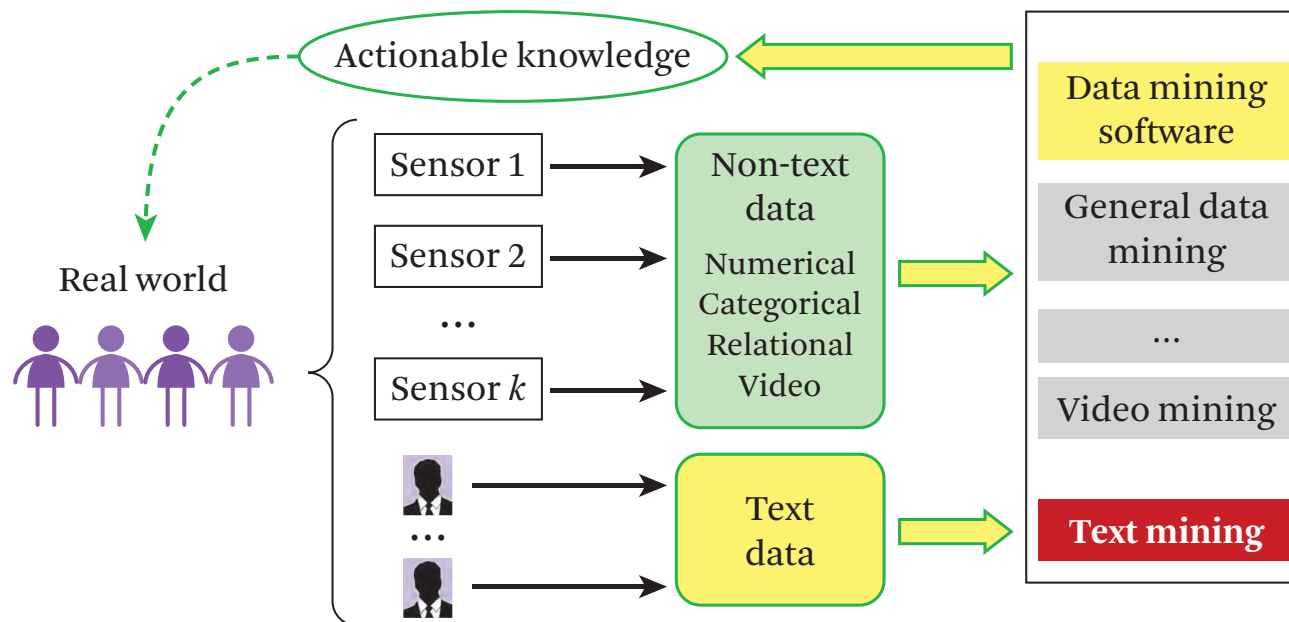 Actionable knowledge
Real world
Sensor 1
Sensor 2
...
Sensor k
...
Non-text
data
Numerical
Categorical
Relational
Video
Text
data
Data mining
software
General data
mining
...
Video mining
Text mining